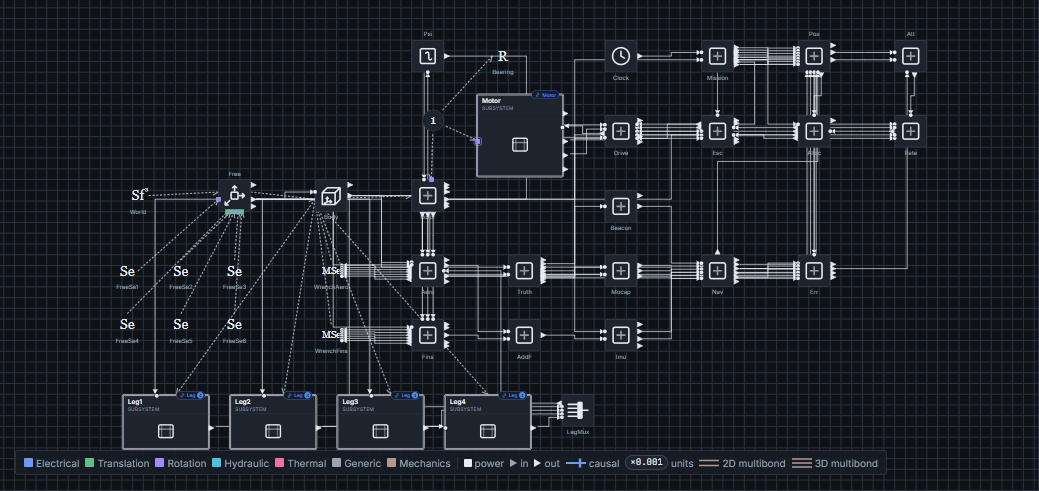 Psi
Pos
Att
R
Bearing
Clock
Mission
Motor
Motor
SUBSYSTEM
1
Drive
Esc
Rate
Free
Sf
World
Body
Beacon
Se
Se
Se
FreeSe1
FreeSe2
FreeSe3
MSe
WrenchAero
Aero
Truth
Mocap
Nav
Err
Se
Se
Se
FreeSe4
FreeSe5
FreeSe6
MSe
WrenchFins
Fins
AddF
Imu
Leg1
Leg
SUBSYSTEM
Leg2
Leg
SUBSYSTEM
Leg3
Leg
SUBSYSTEM
Leg4
Leg
SUBSYSTEM
LegMux
Electrical Translation Rotation Hydraulic Thermal Generic Mechanics power in out causal ×0.001 units 2D multibond 3D multibond